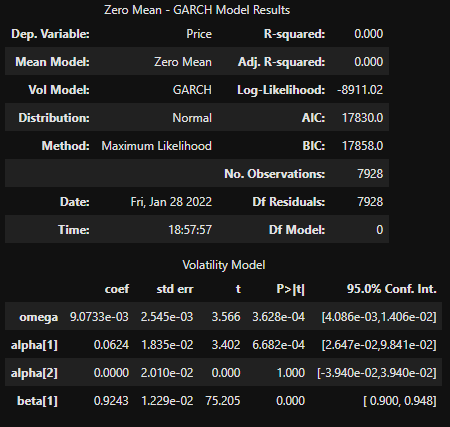 Zero Mean - GARCH Model Results
Dep. Variable: Price R-squared: 0.000
Mean Model: Zero Mean Adj. R-squared: 0.000
Vol Model: GARCH Log-Likelihood: -8911.02
Distribution: Normal AIC: 17830.0
Method: Maximum Likelihood BIC: 17858.0
No. Observations: 7928
Date: Fri, Jan 28 2022 Df Residuals: 7928
Time: 18:57:57 Df Model: 0
Volatility Model
coef std err t P>|t| 95.0% Conf. Int.
omega 9.0733e-03 2.545e-03 3.566 3.628e-04 [4.086e-03,1.406e-02]
alpha[1] 0.0624 1.835e-02 3.402 6.682e-04 [2.647e-02,9.841e-02]
alpha[2] 0.0000 2.010e-02 0.000 1.000 [-3.940e-02,3.940e-02]
beta[1] 0.9243 1.229e-02 75.205 0.000 [ 0.900, 0.948]